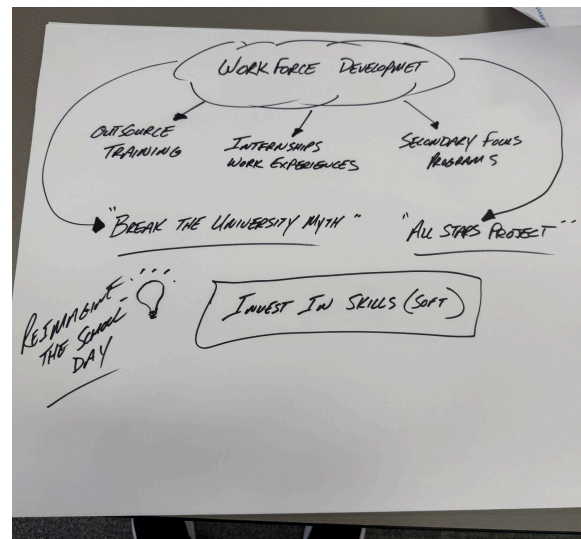 WORK FORCE DEVELOPMET
OUTSOURCE
TRAINING
INTERNSHIPS
WORK EXPERIENCES
SECONDARY FOCUS
PROGRAMS
"BREAK THE UNIVERSITY MYTH"
"ALL STARS PROJECT"
REIMAGINE
THE SCHOOL
DAY
INVEST IN SKILLS (SOFT)